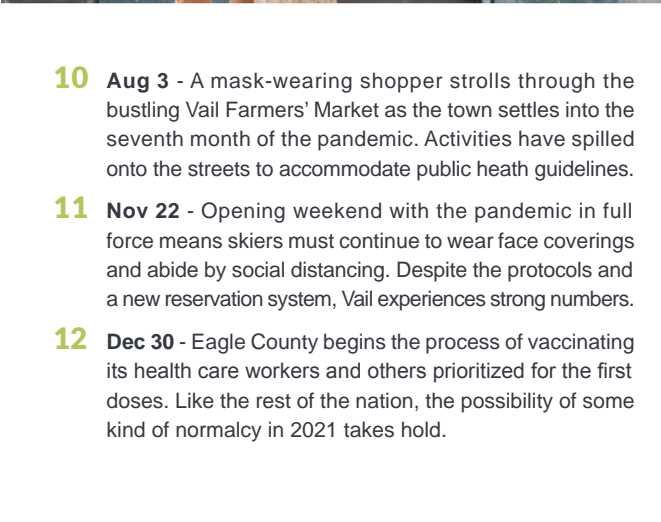 10 Aug 3 - A mask-wearing shopper strolls through the
bustling Vail Farmers' Market as the town settles into the
seventh month of the pandemic. Activities have spilled
onto the streets to accommodate public heath guidelines.
11 Nov 22 - Opening weekend with the pandemic in full
force means skiers must continue to wear face coverings
and abide by social distancing. Despite the protocols and
a new reservation system, Vail experiences strong numbers.
12 Dec 30 - Eagle County begins the process of vaccinating
its health care workers and others prioritized for the first
doses. Like the rest of the nation, the possibility of some
kind of normalcy in 2021 takes hold.